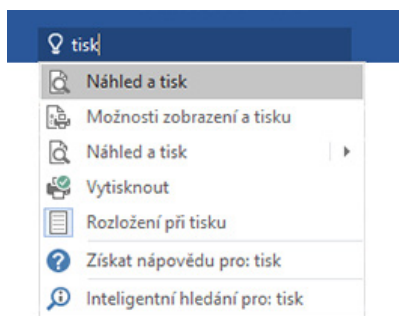 tisk
Náhled a tisk
Možnosti zobrazení a tisku
Náhled a tisk
Vytisknout
Rozložení při tisku
Získat nápovědu pro: tisk
Inteligentní hledání pro: tisk